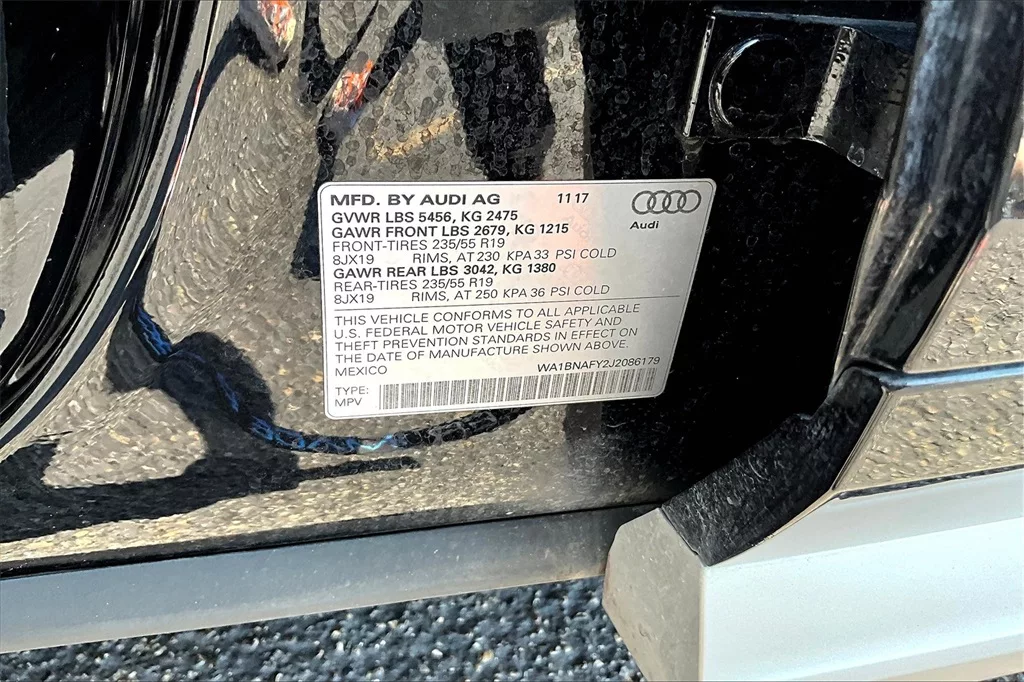 MFD. BY AUDI AG 11 17
GVWR LBS 5456, KG 2475
GAWR FRONT LBS 2679, KG 1215
Audi
FRONT-TIRES 235/55 R19
8JX19 RIMS, AT 230 KPA 33 PSI COLD
GAWR REAR LBS 3042, KG 1380
REAR-TIRES 235/55 R19
8JX19 RIMS, AT 250 KPA 36 PSI COLD
THIS VEHICLE CONFORMS TO ALL APPLICABLE
U.S. FEDERAL MOTOR VEHICLE SAFETY AND
THEFT PREVENTION STANDARDS IN EFFECT ON
THE DATE OF MANUFACTURE SHOWN ABOVE.
MEXICO WA1BNAFY2J2086179
TYPE:
MPV